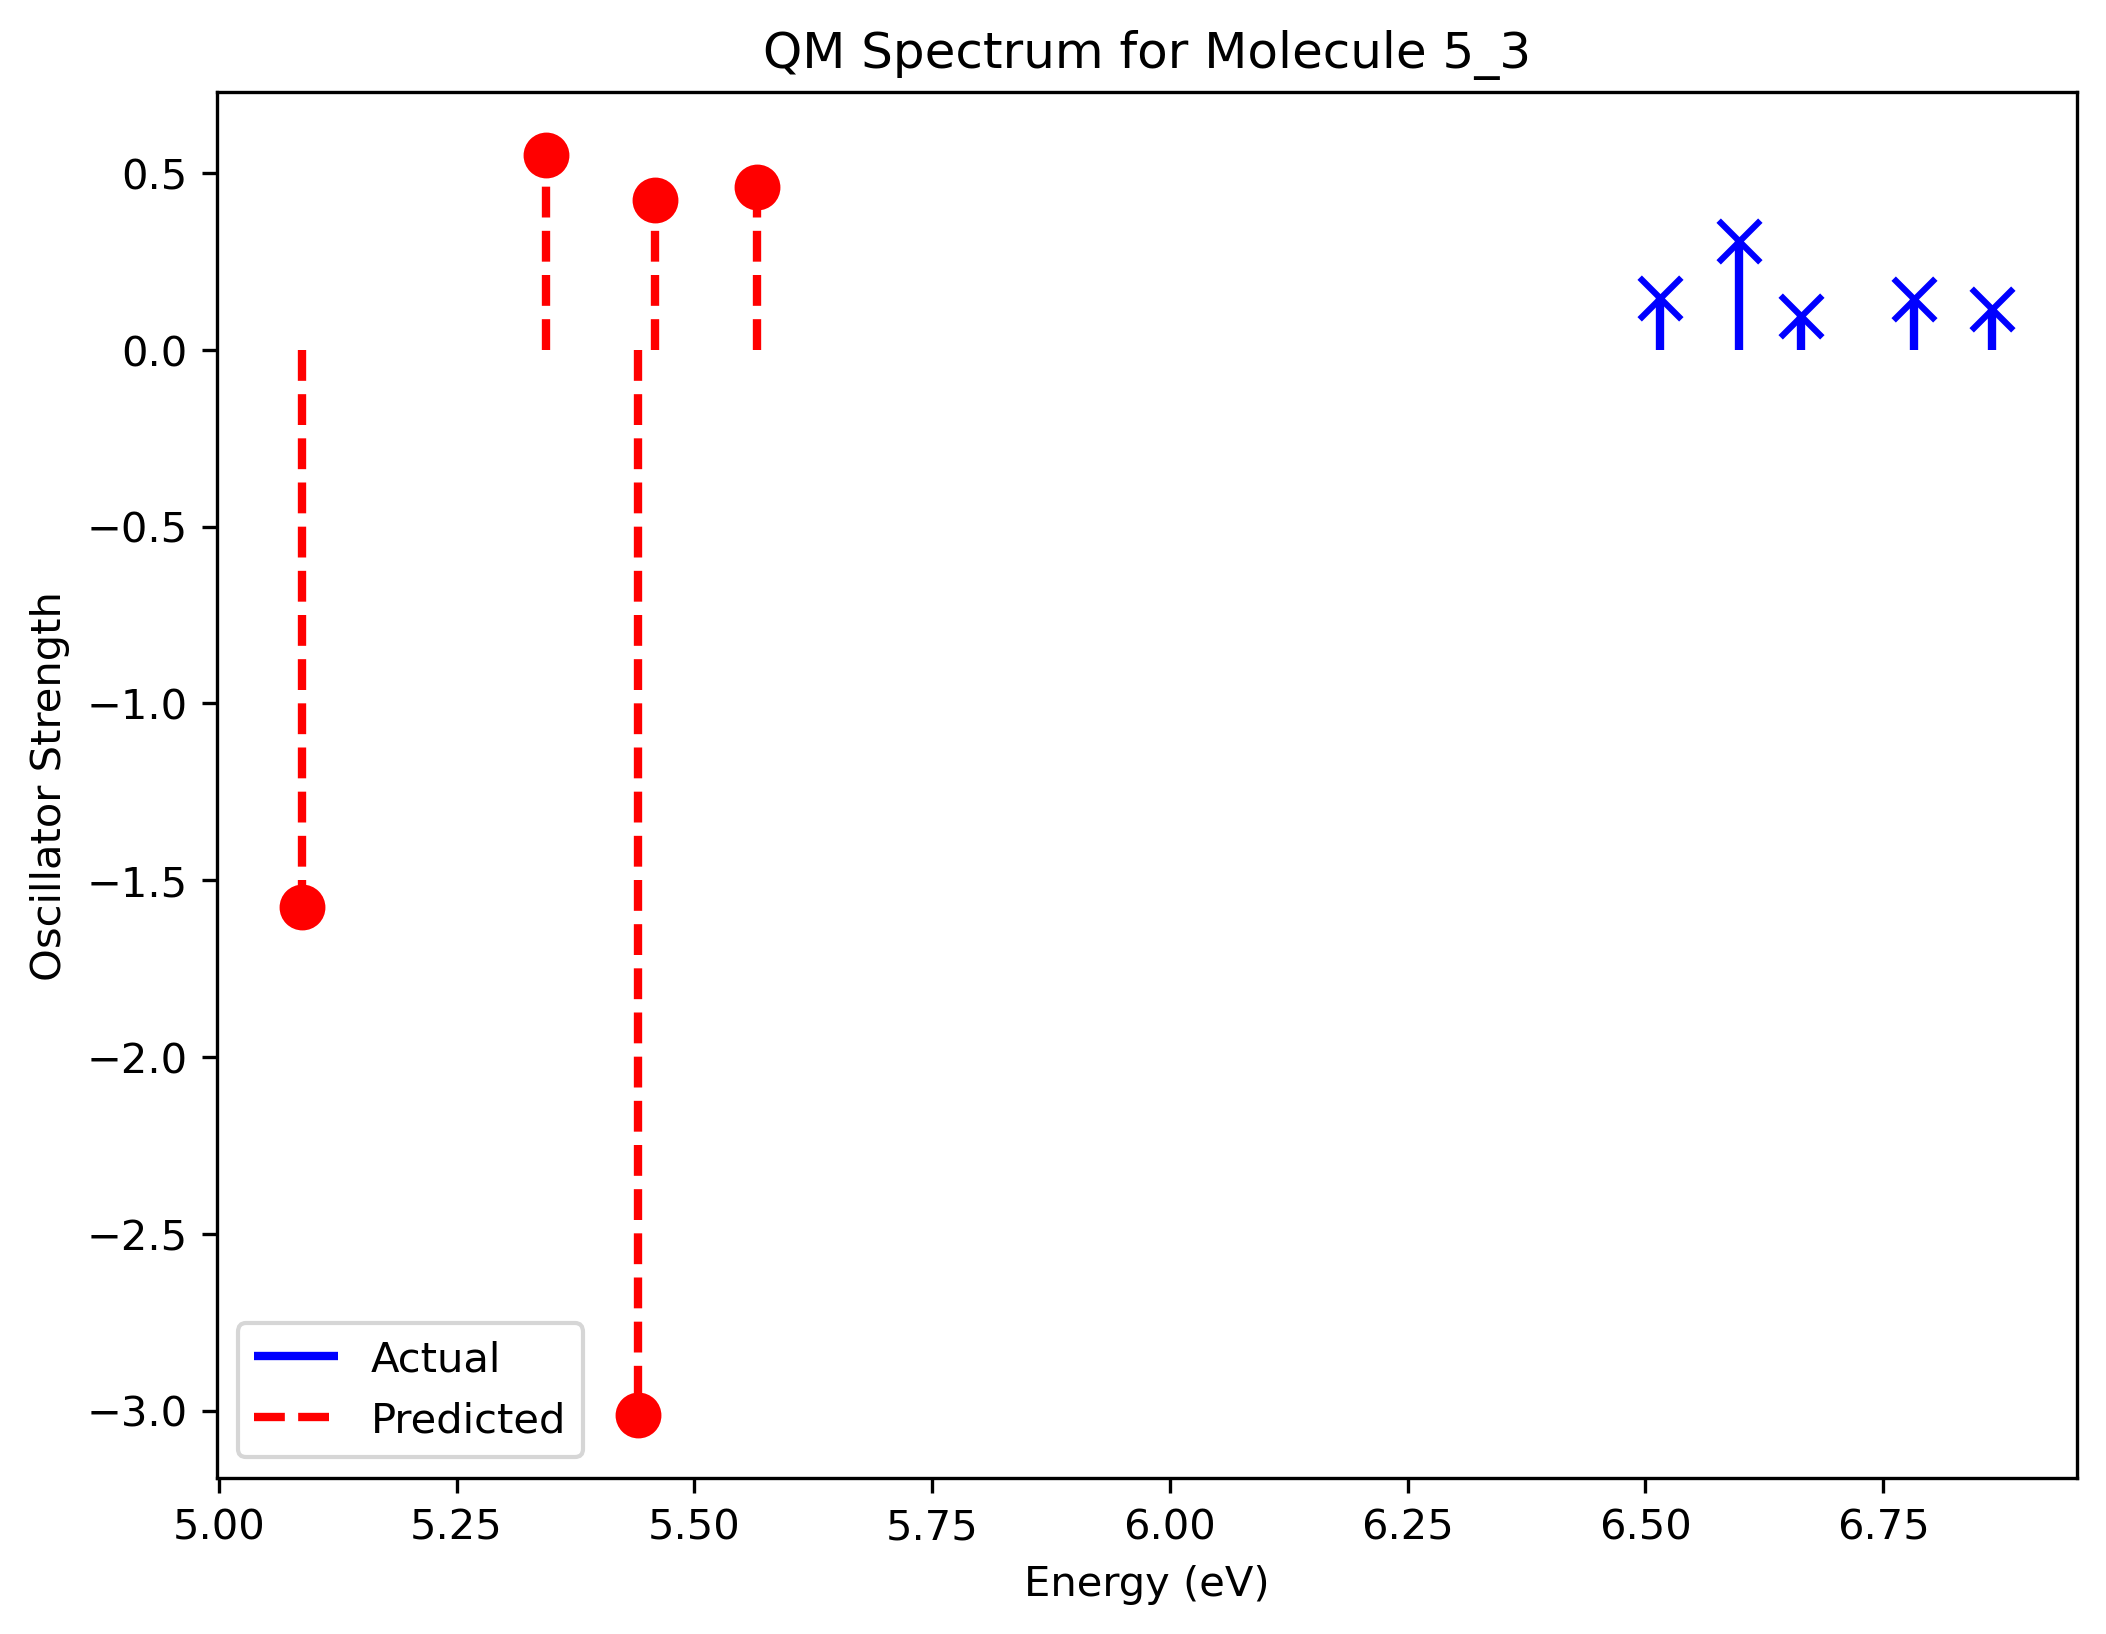 QM Spectrum for Molecule 5_3
0.5
0.0
−0.5
−1.0
−1.5
−2.0
−2.5
−3.0
Oscillator Strength
Actual
Predicted
5.00 5.25 5.50 5.75 6.00 6.25 6.50 6.75
Energy (eV)